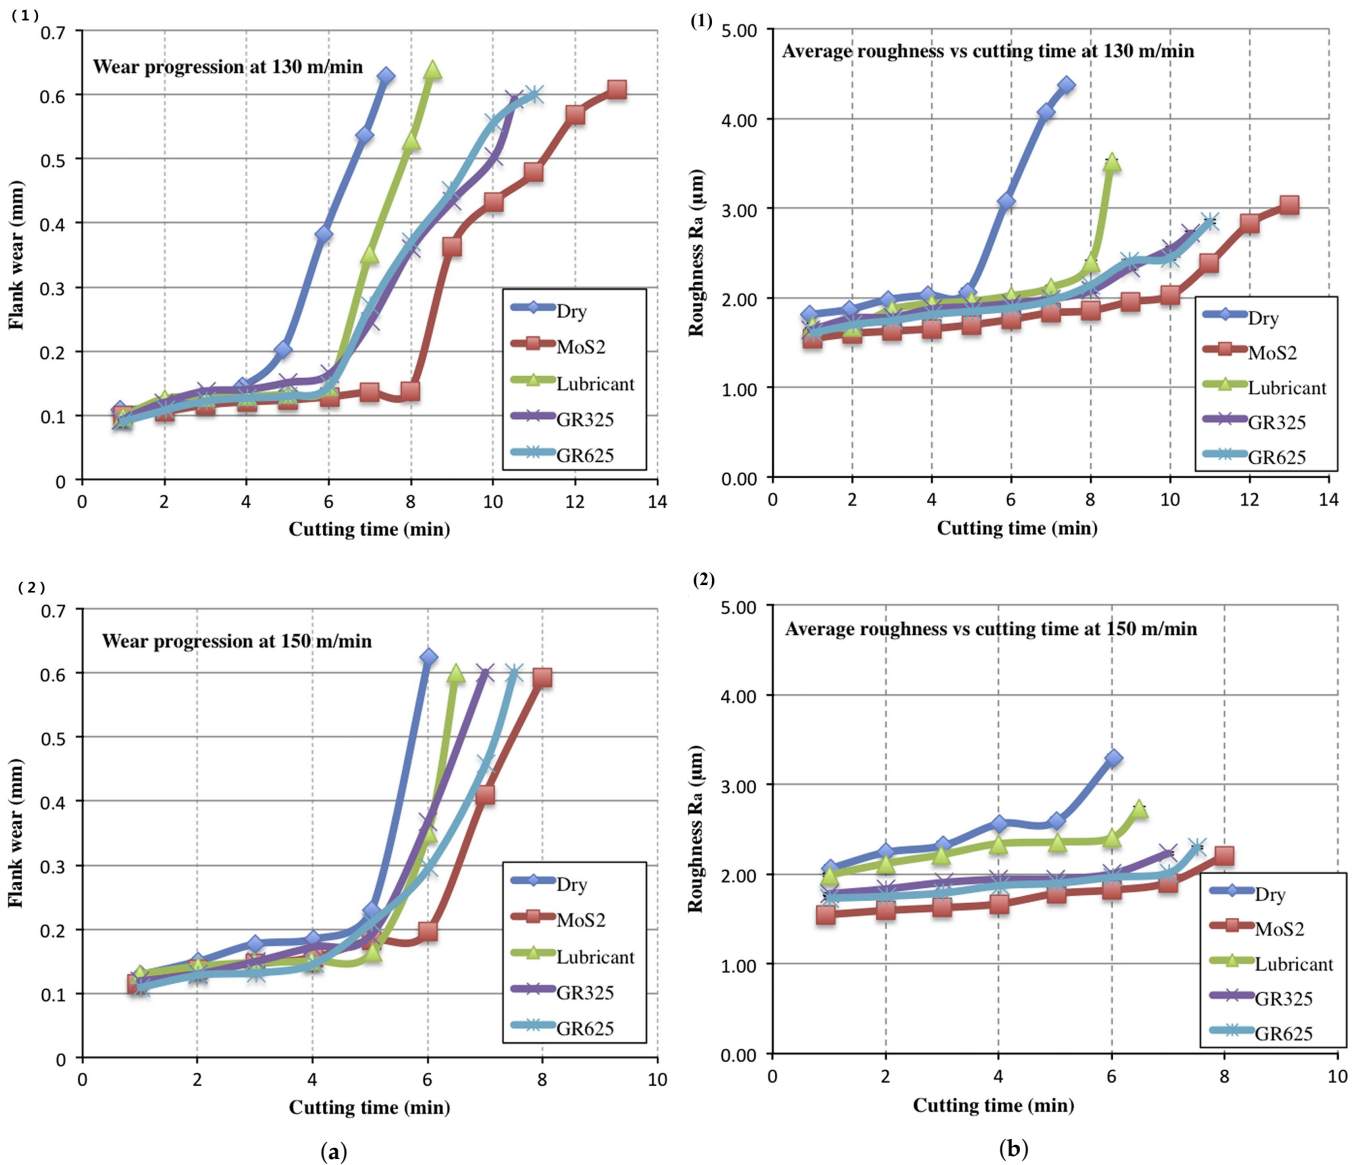 (1)
Wear progression at 130 m/min
0.7
0.6
0.5
0.4
0.3
0.2
0.1
0
Flank wear (mm)
Dry
MoS2
Lubricant
GR325
GR625
0 2 4 6 8 10 12 14
Cutting time (min)
(1)
Average roughness vs cutting time at 130 m/min
5.00
4.00
3.00
2.00
1.00
0.00
Roughness Ra (µm)
Dry
MoS2
Lubricant
GR325
GR625
0 2 4 6 8 10 12 14
Cutting time (min)
(2)
Wear progression at 150 m/min
0.7
0.6
0.5
0.4
0.3
0.2
0.1
0
Flank wear (mm)
Dry
MoS2
Lubricant
GR325
GR625
0 2 4 6 8 10
Cutting time (min)
(a)
(2)
Average roughness vs cutting time at 150 m/min
5.00
4.00
3.00
2.00
1.00
0.00
Roughness Ra (µm)
Dry
MoS2
Lubricant
GR325
GR625
0 2 4 6 8 10
Cutting time (min)
(b)